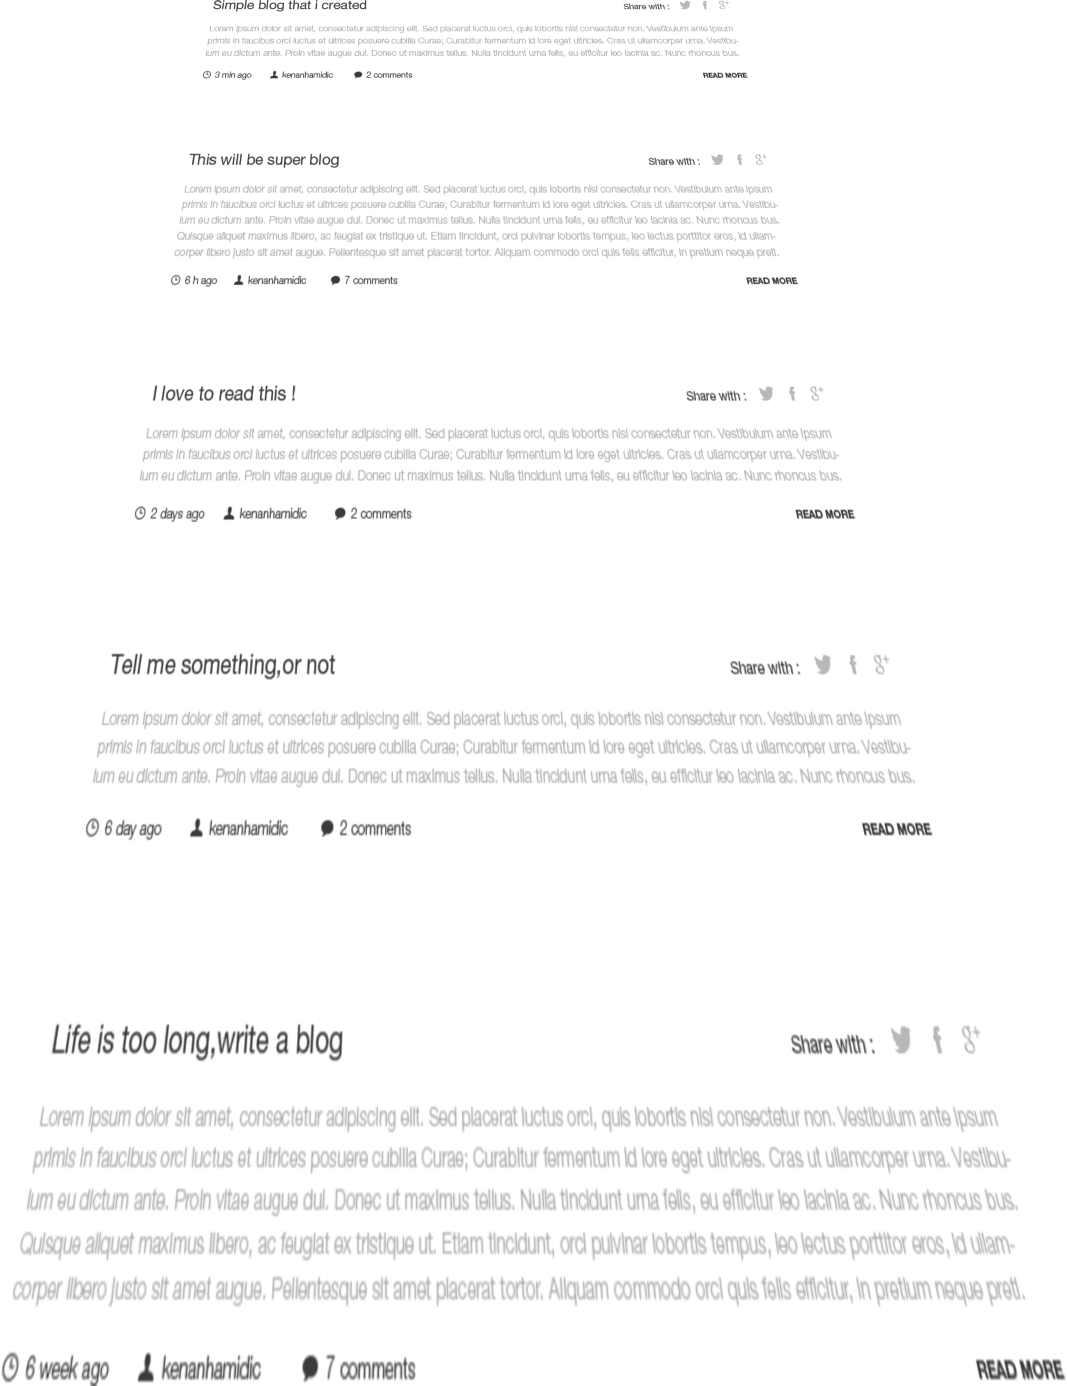 Simple blog that i created
Share with :
Lorem ipsum dolor sit amet, consectetur adipiscing elit. Sed placerat luctus orci, quis lobortis nisl consectetur non. Vestibulum ante ipsum
primis in faucibus orci luctus et ultrices posuere cubilia Curae; Curabitur fermentum id lore eget ultricies. Cras ut ullamcorper urna. Vestibu-
lum eu dictum ante. Proin vitae augue dui. Donec ut maximus tellus. Nulla tincidunt urna felis, eu efficitur leo lacinia ac. Nunc rhoncus bus.
3 min ago kenanhamidic 2 comments READ MORE
This will be super blog
Share with :
Lorem ipsum dolor sit amet, consectetur adipiscing elit. Sed placerat luctus orci, quis lobortis nisl consectetur non. Vestibulum ante ipsum
primis in faucibus orci luctus et ultrices posuere cubilia Curae; Curabitur fermentum id lore eget ultricies. Cras ut ullamcorper urna. Vestibu-
lum eu dictum ante. Proin vitae augue dui. Donec ut maximus tellus. Nulla tincidunt urna felis, eu efficitur leo lacinia ac. Nunc rhoncus bus.
Quisque aliquet maximus libero, ac feugiat ex tristique ut. Etiam tincidunt, orci pulvinar lobortis tempus, leo lectus porttitor eros, id ullam-
corper libero justo sit amet augue. Pellentesque sit amet placerat tortor. Aliquam commodo orci quis felis efficitur, in pretium neque preti.
6 h ago kenanhamidic 7 comments READ MORE
I love to read this !
Share with :
Lorem ipsum dolor sit amet, consectetur adipiscing elit. Sed placerat luctus orci, quis lobortis nisl consectetur non. Vestibulum ante ipsum
primis in faucibus orci luctus et ultrices posuere cubilia Curae; Curabitur fermentum id lore eget ultricies. Cras ut ullamcorper urna. Vestibu-
lum eu dictum ante. Proin vitae augue dui. Donec ut maximus tellus. Nulla tincidunt urna felis, eu efficitur leo lacinia ac. Nunc rhoncus bus.
2 days ago kenanhamidic 2 comments READ MORE
Tell me something,or not
Share with :
Lorem ipsum dolor sit amet, consectetur adipiscing elit. Sed placerat luctus orci, quis lobortis nisl consectetur non. Vestibulum ante ipsum
primis in faucibus orci luctus et ultrices posuere cubilia Curae; Curabitur fermentum id lore eget ultricies. Cras ut ullamcorper urna. Vestibu-
lum eu dictum ante. Proin vitae augue dui. Donec ut maximus tellus. Nulla tincidunt urna felis, eu efficitur leo lacinia ac. Nunc rhoncus bus.
6 day ago kenanhamidic 2 comments READ MORE
Life is too long,write a blog
Share with :
Lorem ipsum dolor sit amet, consectetur adipiscing elit. Sed placerat luctus orci, quis lobortis nisl consectetur non. Vestibulum ante ipsum
primis in faucibus orci luctus et ultrices posuere cubilia Curae; Curabitur fermentum id lore eget ultricies. Cras ut ullamcorper urna. Vestibu-
lum eu dictum ante. Proin vitae augue dui. Donec ut maximus tellus. Nulla tincidunt urna felis, eu efficitur leo lacinia ac. Nunc rhoncus bus.
Quisque aliquet maximus libero, ac feugiat ex tristique ut. Etiam tincidunt, orci pulvinar lobortis tempus, leo lectus porttitor eros, id ullam-
corper libero justo sit amet augue. Pellentesque sit amet placerat tortor. Aliquam commodo orci quis felis efficitur, in pretium neque preti.
6 week ago kenanhamidic 7 comments READ MORE